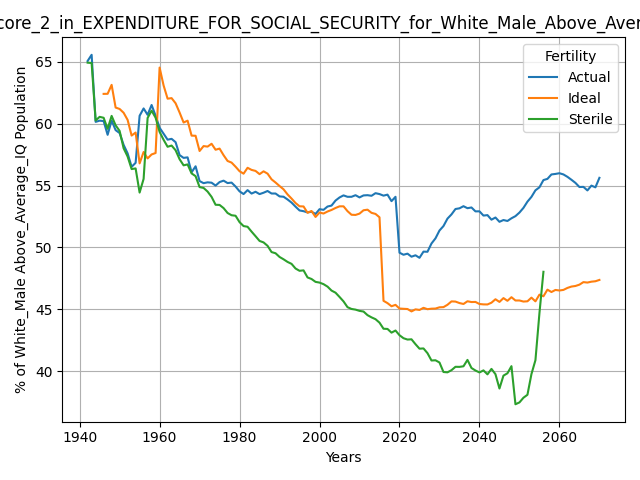 core_2_in_EXPENDITURE_FOR_SOCIAL_SECURITY_for_White_Male_Above_Aver
Fertility
Actual
Ideal
Sterile
% of White_Male Above_Average_IQ Population
65
60
55
50
45
40
1940
1960
1980
2000
2020
2040
2060
Years